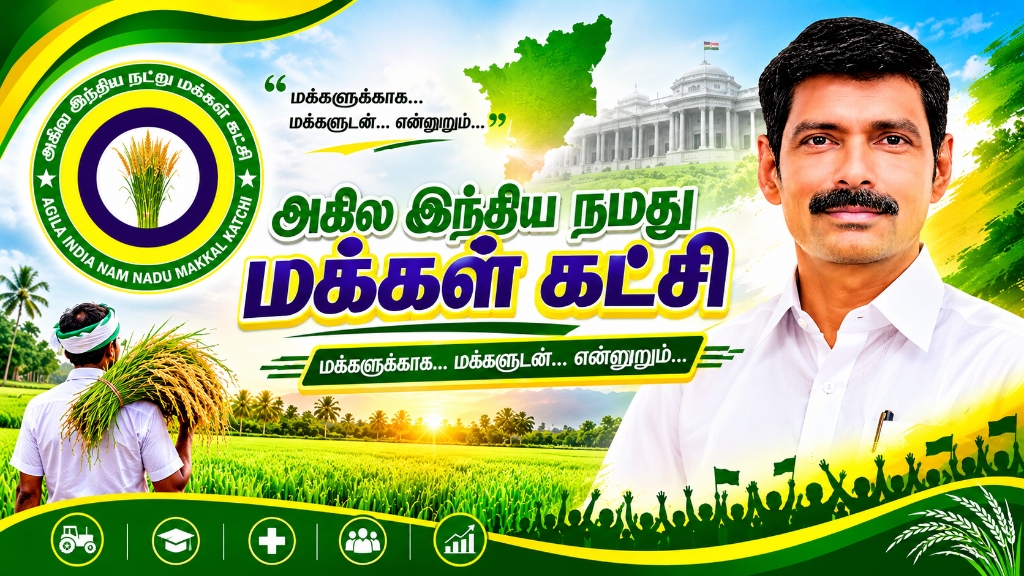 அகில இந்திய நட்று மக்கள் கட்சி
AGILA INDIA NAM NADU MAKKAL KATCHI
“மக்களுக்காக...
மக்களுடன்... என்னுறும்...”
அகில இந்திய நமது
மக்கள் கட்சி
மக்களுக்காக... மக்களுடன்... என்னுறும்...